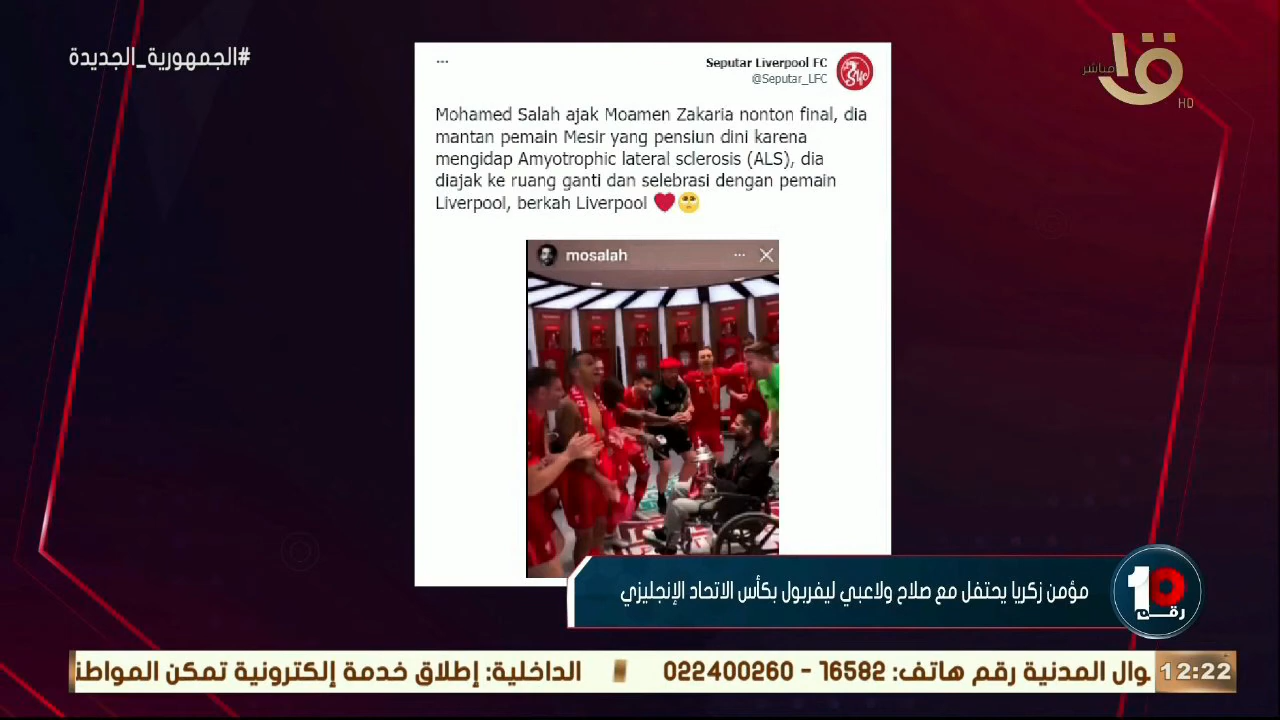 #الجمهورية_الجديدة
مباشر
HD
Seputar Liverpool FC
@Seputar_LFC
Mohamed Salah ajak Moamen Zakaria nonton final, dia
mantan pemain Mesir yang pensiun dini karena
mengidap Amyotrophic lateral sclerosis (ALS), dia
diajak ke ruang ganti dan selebrasi dengan pemain
Liverpool, berkah Liverpool ❤️🥺
mosalah
مؤمن زكريا يحتفل مع صلاح ولاعبي ليفربول بكأس الاتحاد الإنجليزي
رقم 10
12:22
وال المدنية رقم هاتف: 16582 - 022400260 الداخلية: إطلاق خدمة إلكترونية تمكن المواطن